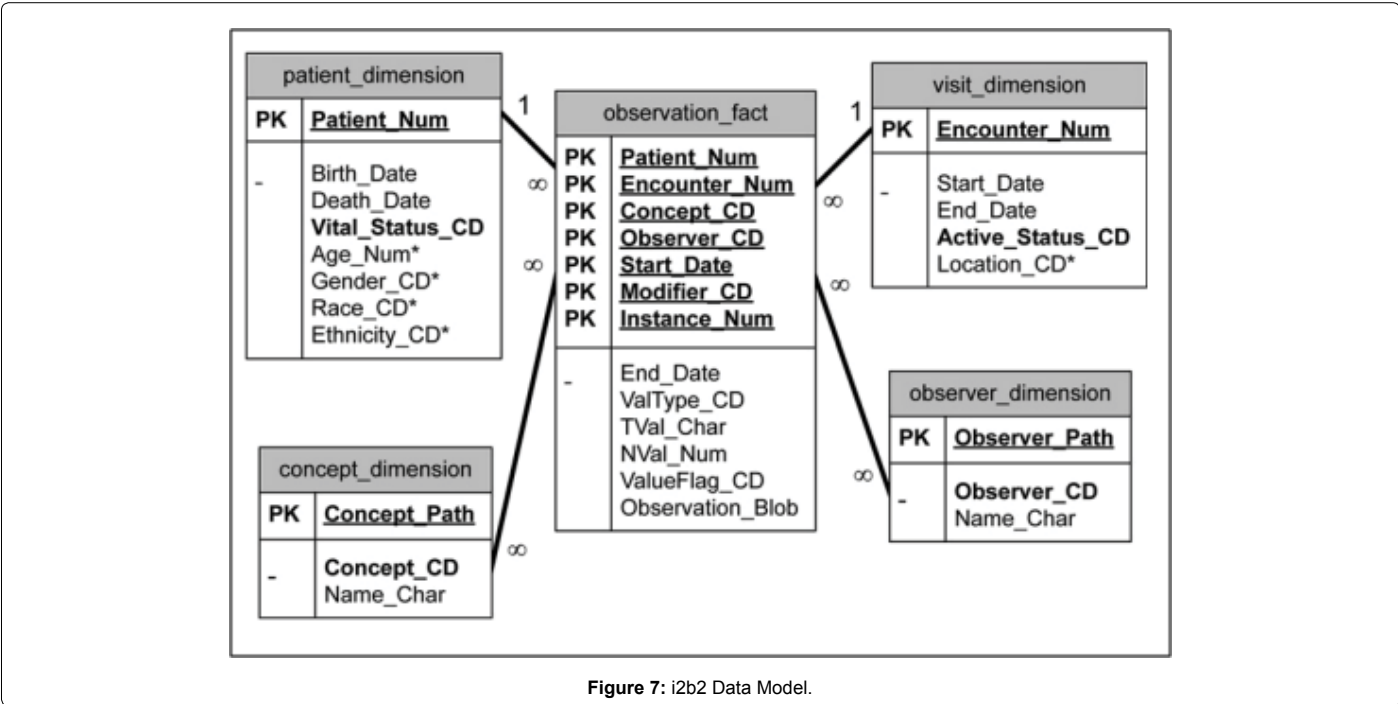 patient_dimension
PK Patient_Num
-
Birth_Date
Death_Date
Vital_Status_CD
Age_Num*
Gender_CD*
Race_CD*
Ethnicity_CD*
1
∞
observation_fact
PK Patient_Num
PK Encounter_Num
PK Concept_CD
PK Observer_CD
PK Start_Date
PK Modifier_CD
PK Instance_Num
-
End_Date
ValType_CD
TVal_Char
NVal_Num
ValueFlag_CD
Observation_Blob
1
∞
visit_dimension
PK Encounter_Num
-
Start_Date
End_Date
Active_Status_CD
Location_CD*
∞
∞
concept_dimension
PK Concept_Path
-
Concept_CD
Name_Char
∞
∞
observer_dimension
PK Observer_Path
-
Observer_CD
Name_Char
Figure 7: i2b2 Data Model.